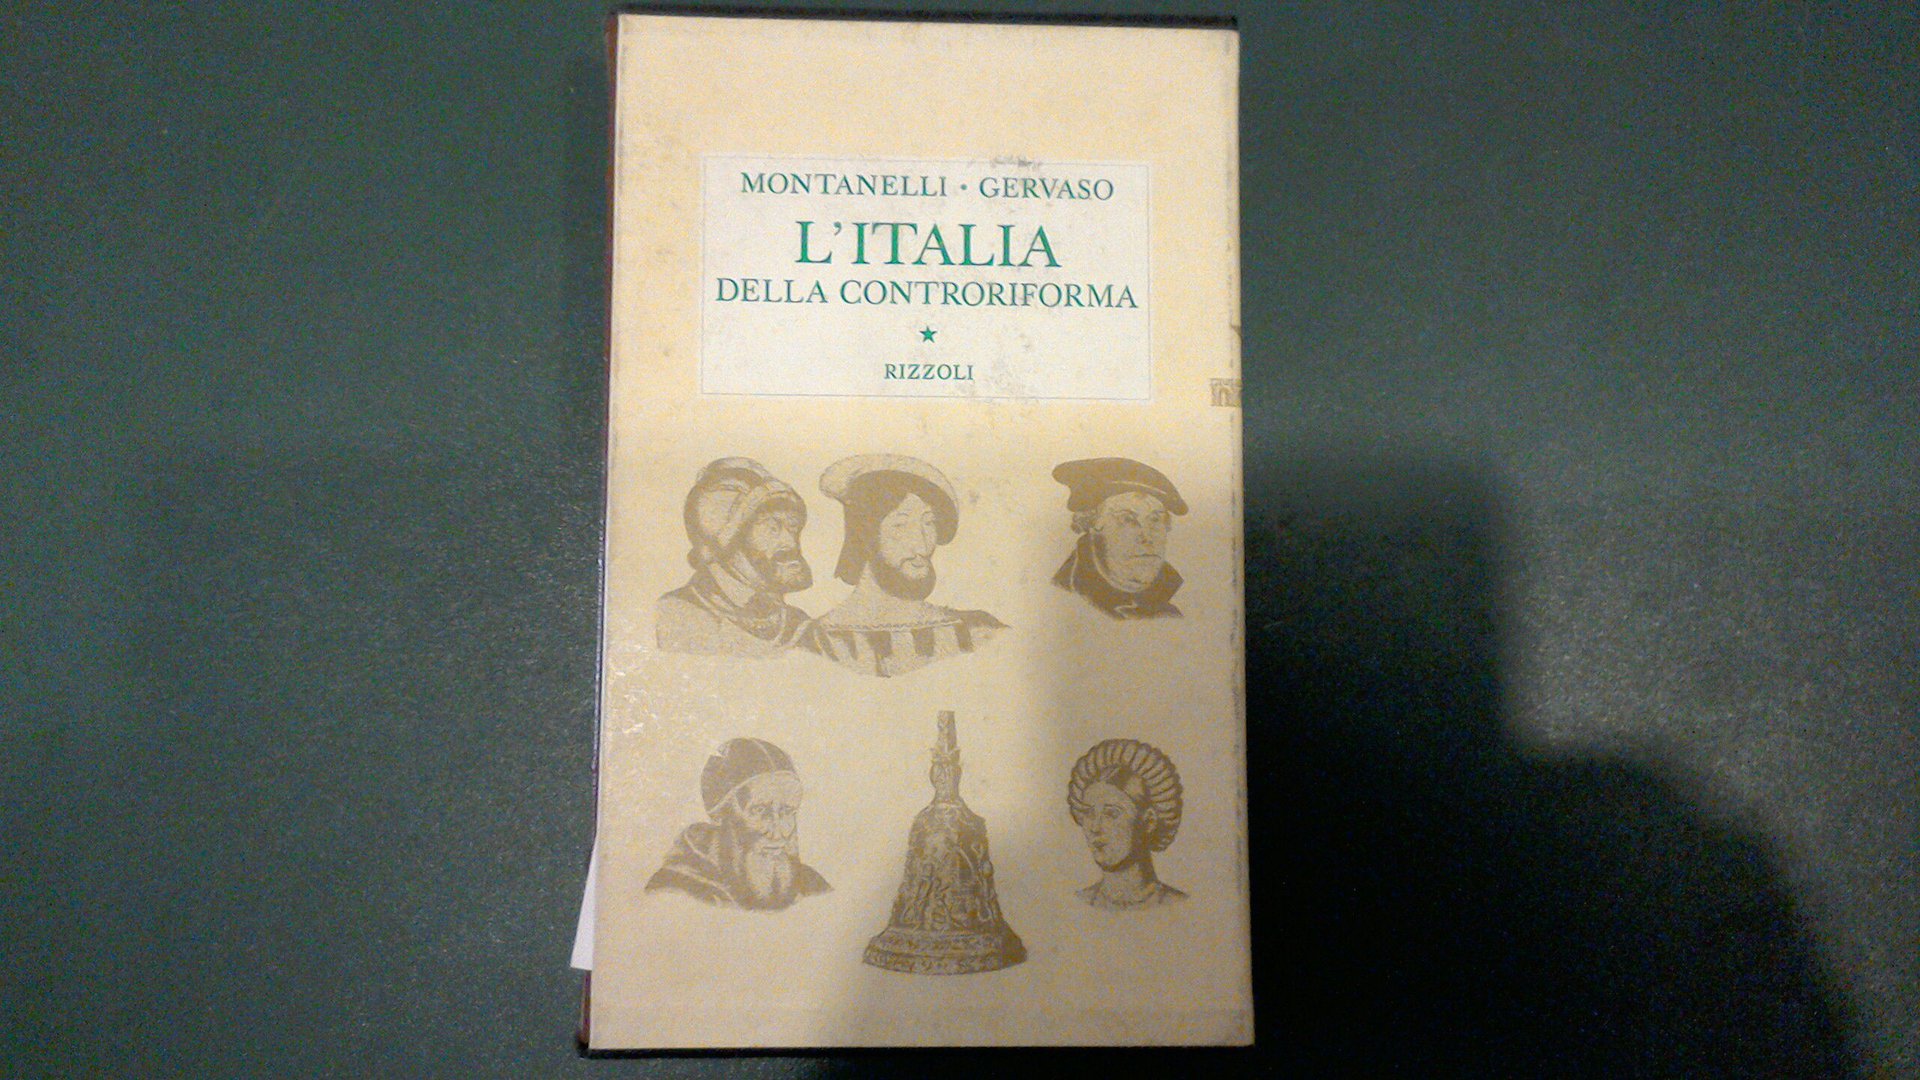 MONTANELLI • GERVASO
L'ITALIA
DELLA CONTRORIFORMA
★
RIZZOLI